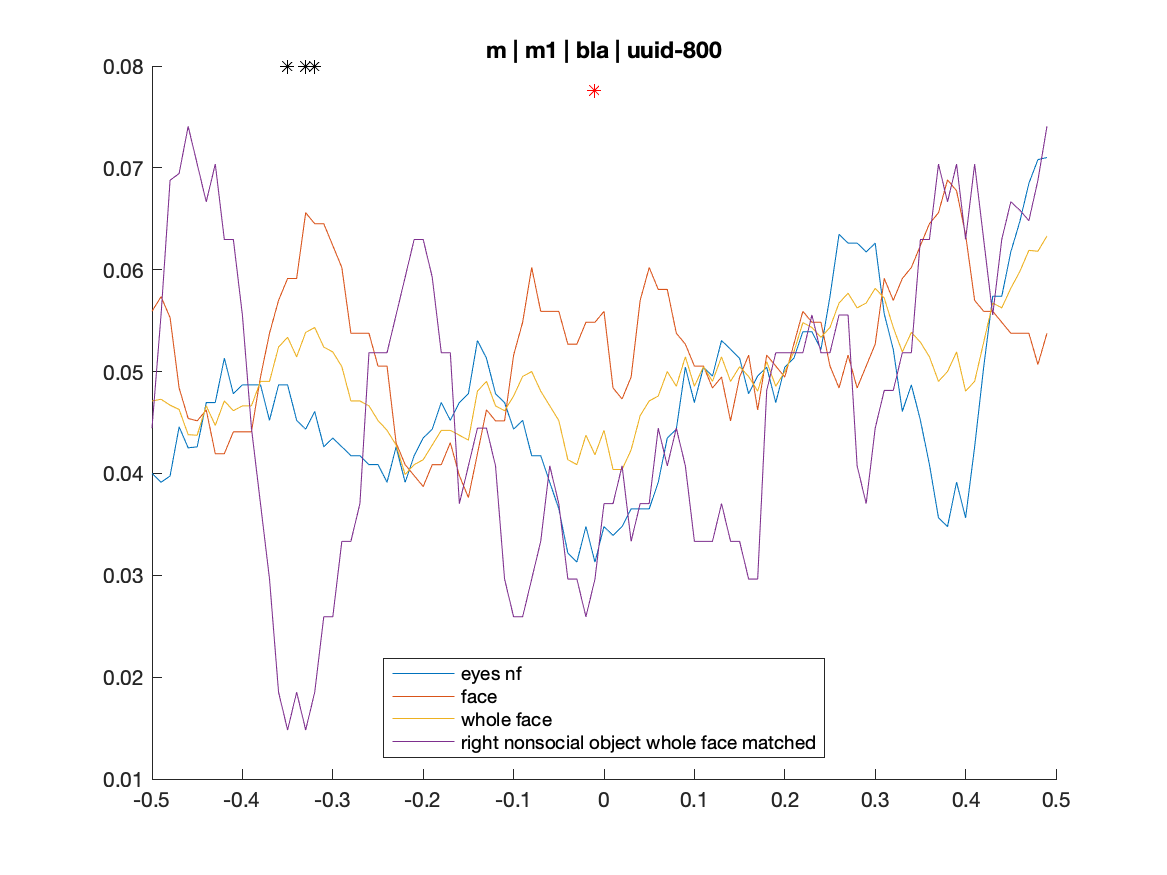 m | m1 | bla | uuid-800
0.08
0.07
0.06
0.05
0.04
0.03
0.02
0.01
eyes nf
face
whole face
right nonsocial object whole face matched
-0.5 -0.4 -0.3 -0.2 -0.1 0 0.1 0.2 0.3 0.4 0.5